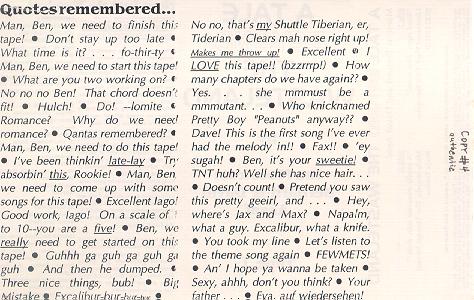 Quotes remembered...
Man, Ben, we need to finish this
tape! ● Don't stay up too late ●
What time is it? . . . fo-thir-ty ●
Man, Ben, we need to start this tape!
● What are you two working on? ●
No no no Ben! That chord doesn't
fit! ● Hulch! ● Do! --lomite ●
Romance? Why do we need
romance? ● Qantas remembered? ●
Man, Ben, we need to do this tape!
● I've been thinkin' late-lay ● Try
absorbin' this, Rookie! ● Man, Ben,
we need to come up with some
songs for this tape! ● Excellent Iago!
Good work, Iago! On a scale of
to 10--you are a five! ● Ben, we
really need to get started on this
tape! ● Guhhh ga guh ga guh ga
guh ● And then he dumped. ●
Three nice things, bub! ● Big
Mistake ● Excalibur-bur-bur-bur ●
No no, that's my Shuttle Tiberian, er,
Tiderian ● Clears mah nose right up!
Makes me throw up! ● Excellent ● I
LOVE this tape!! (bzzrrrp!) ● How
many chapters do we have again?? ●
Yes. . . she mmmust be a
mmmutant. . . ● Who knicknamed
Pretty Boy "Peanuts" anyway?? ●
Dave! This is the first song I've ever
had the melody in!! ● Fax!! ● 'ey
sugah! ● Ben, it's your sweetie!
TNT huh? Well she has nice hair. . .
● Doesn't count! ● Pretend you saw
this pretty geeirl, and . . . ● Hey,
where's Jax and Max? ● Napalm,
what a guy. Excalibur, what a knife.
● You took my line ● Let's listen to
the theme song again ● FEWMETS!
● An' I hope ya wanna be taken ●
Sexy, ahhh, don't you think? ● Your
father . . . ● Eva, auf wiedersehen!
Copy #4
authentic